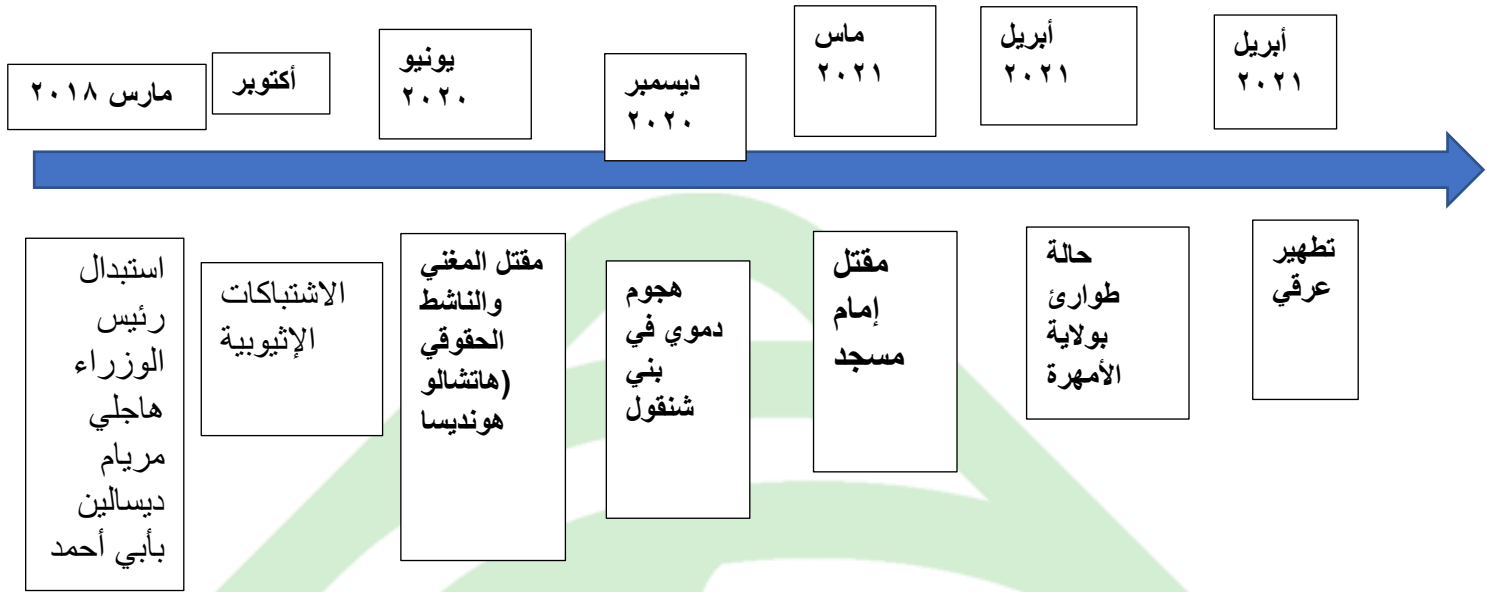 مارس ٢٠١٨
أكتوبر
يونيو
٢٠٢٠
ديسمبر
٢٠٢٠
ماس
٢٠٢١
أبريل
٢٠٢١
أبريل
٢٠٢١
استبدال
رئيس
الوزراء
هاجلي
مريام
ديسالين
بأبي أحمد
الاشتباكات
الإثيوبية
مقتل المغني
والناشط
الحقوقي
(هاتشالو
هونديسا
هجوم
دموي في
بني
شنقول
مقتل
إمام
مسجد
حالة
طوارئ
بولاية
الأمهرة
تطهير
عرقي